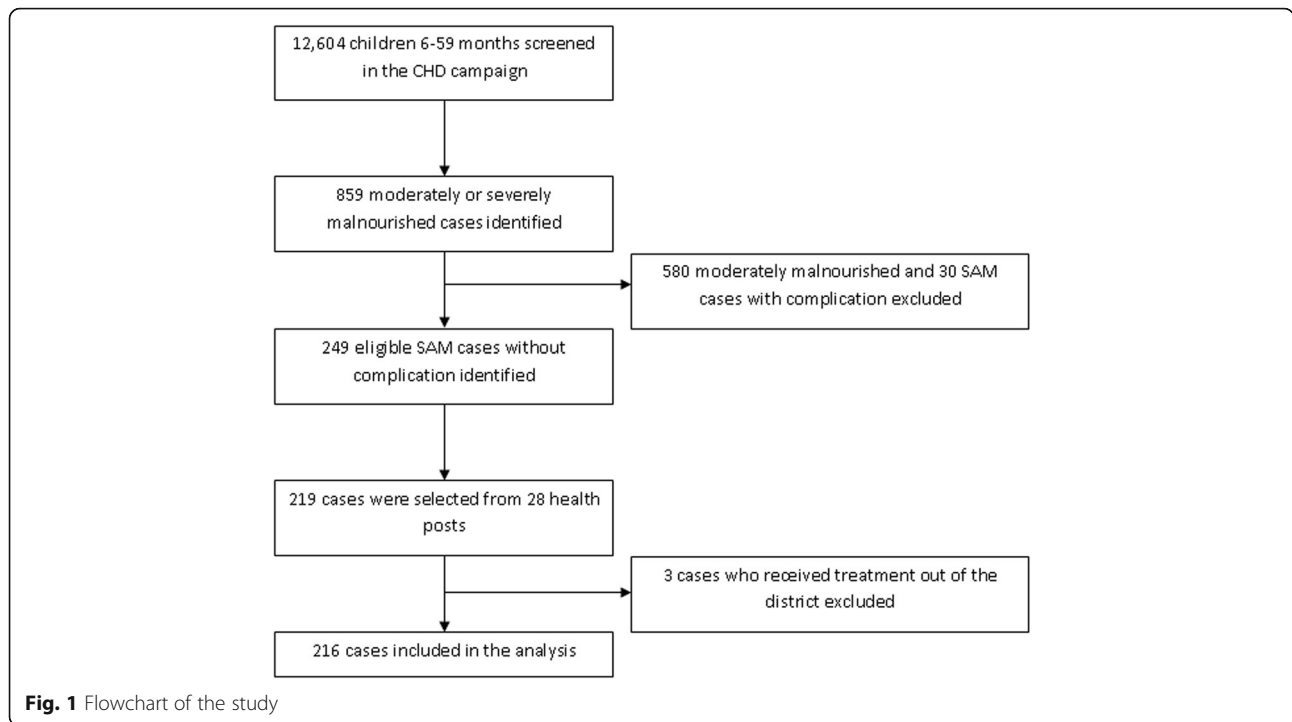 12,604 children 6-59 months screened
in the CHD campaign
859 moderately or severely
malnourished cases identified
580 moderately malnourished and 30 SAM
cases with complication excluded
249 eligible SAM cases without
complication identified
219 cases were selected from 28 health
posts
3 cases who received treatment out of the
district excluded
216 cases included in the analysis
Fig. 1 Flowchart of the study